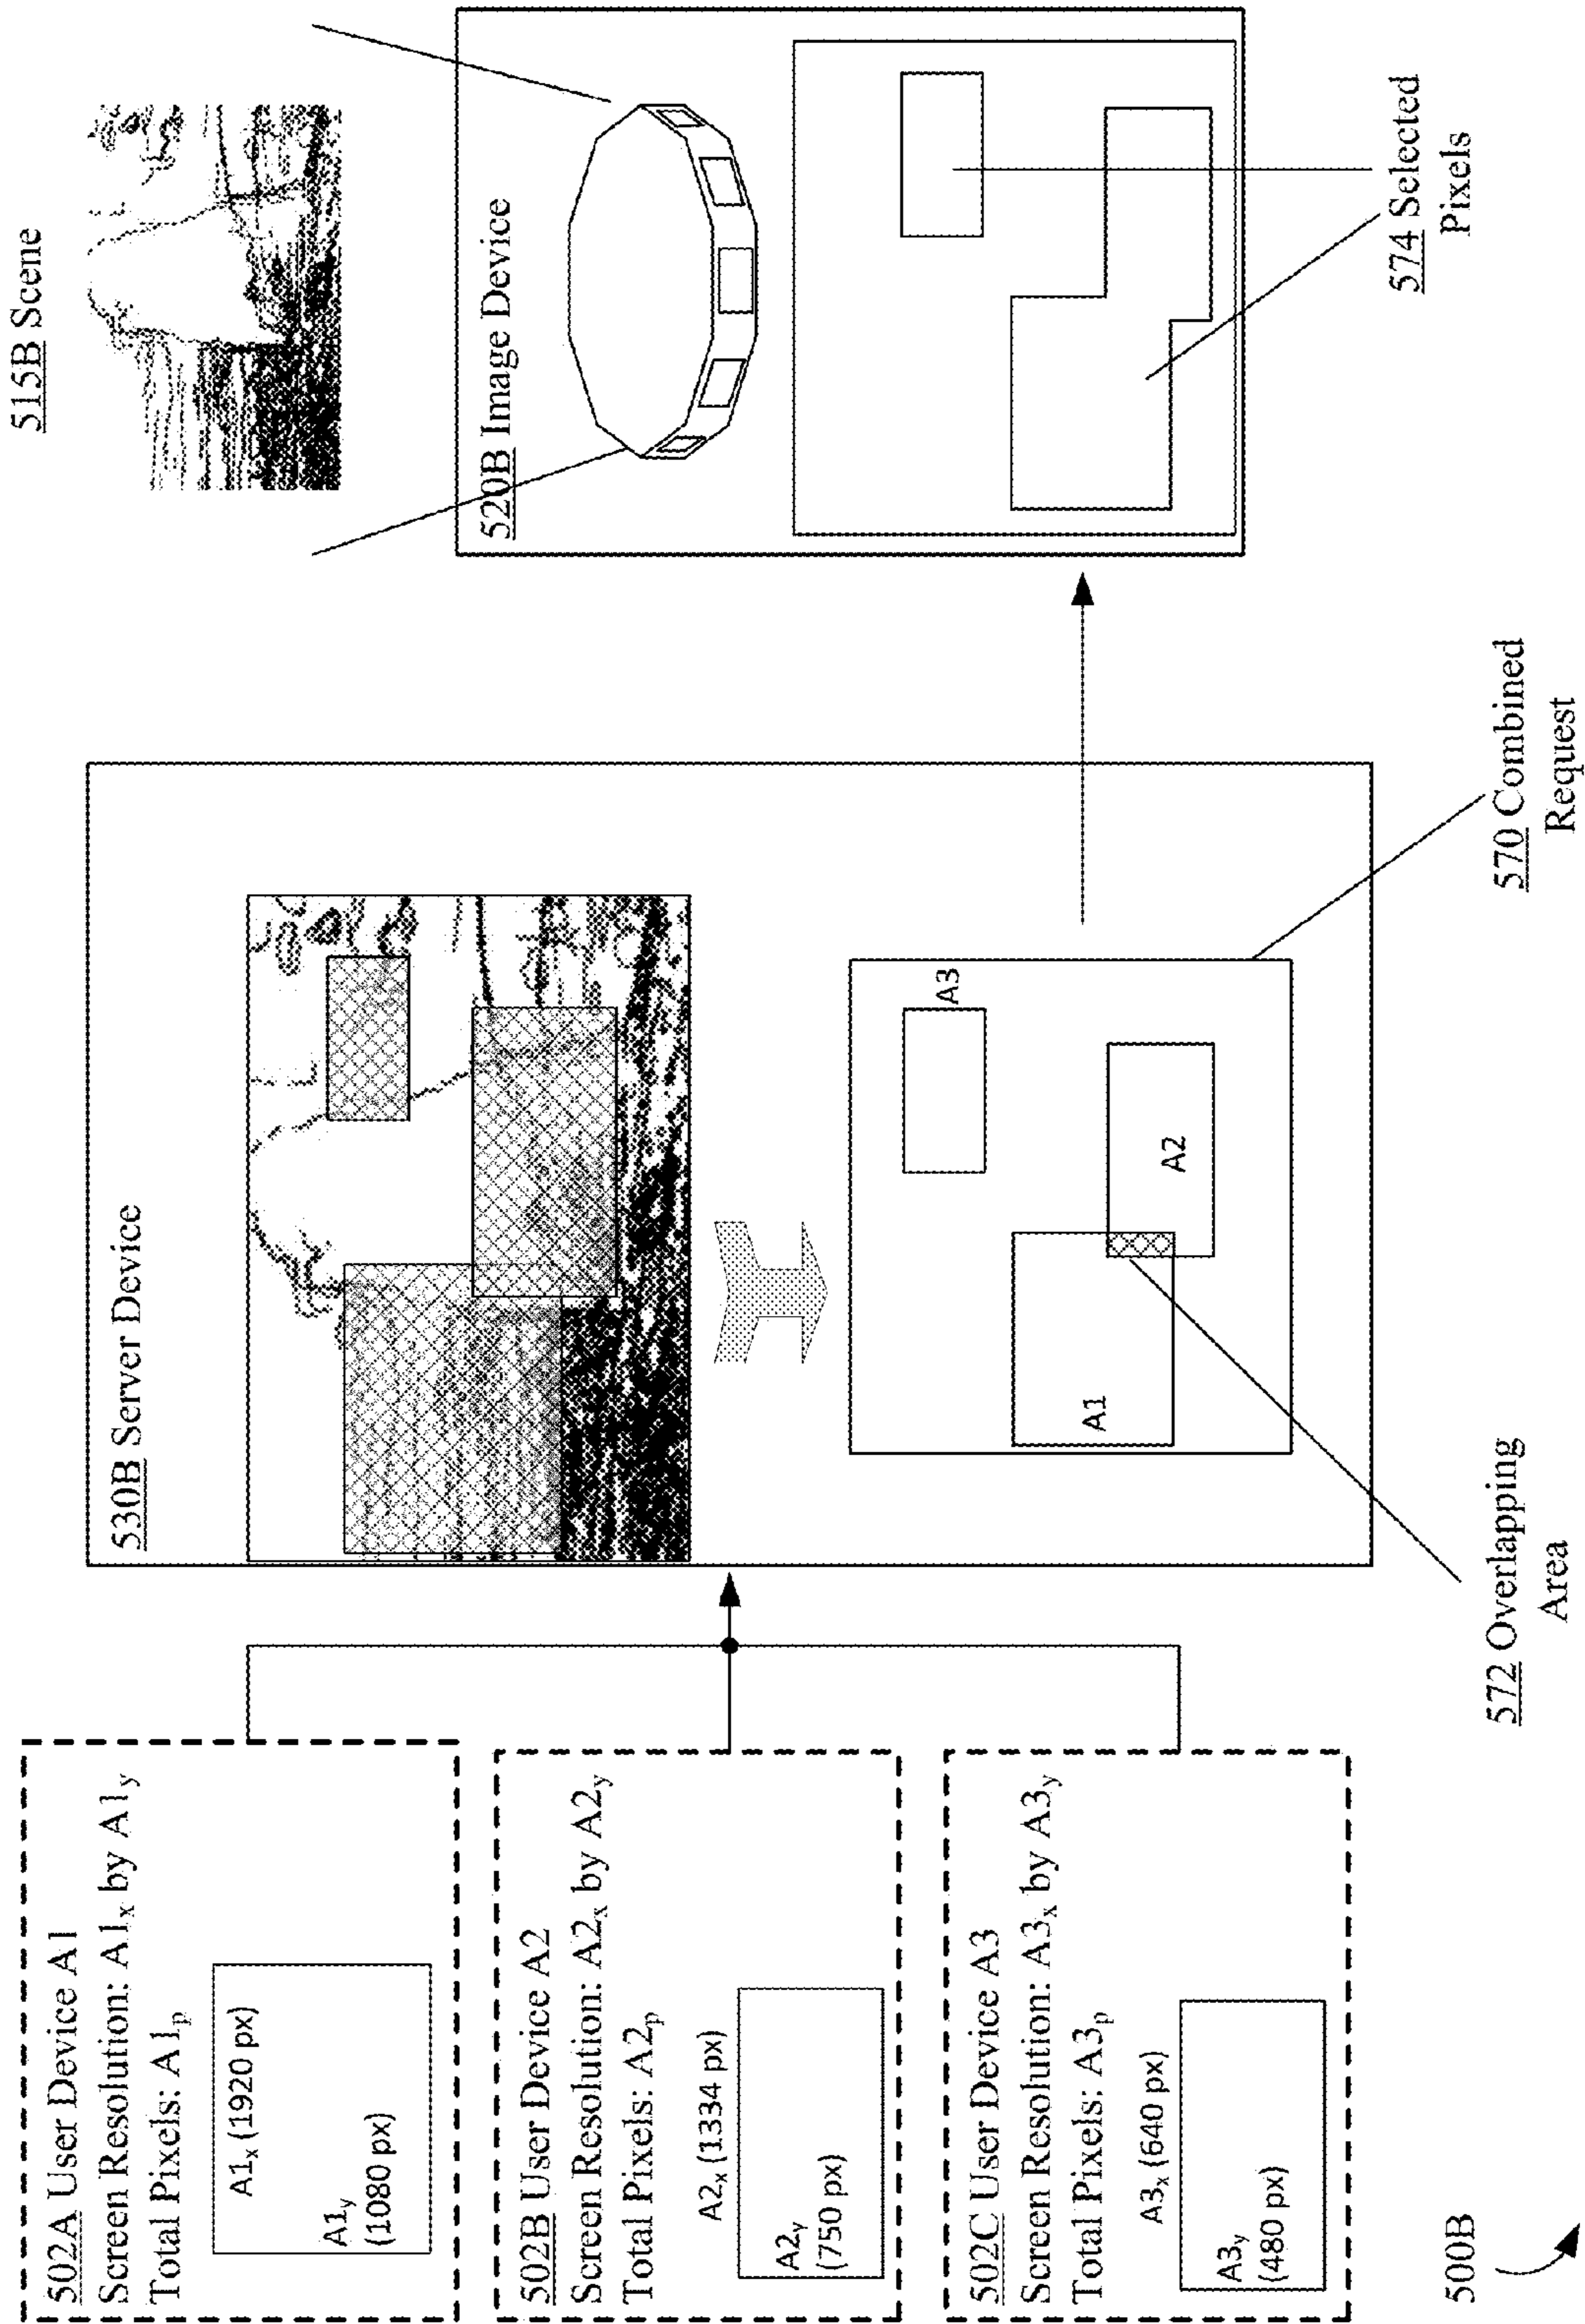 502A User Device A1
Screen Resolution: A1x by A1y
Total Pixels: A1p
A1x (1920 px)
A1y
(1080 px)
502B User Device A2
Screen Resolution: A2x by A2y
Total Pixels: A2p
A2x (1334 px)
A2y
(750 px)
502C User Device A3
Screen Resolution: A3x by A3y
Total Pixels: A3p
A3x (640 px)
A3y
(480 px)
500B
530B Server Device
A1
A2
A3
572 Overlapping
Area
570 Combined
Request
515B Scene
520B Image Device
574 Selected
Pixels